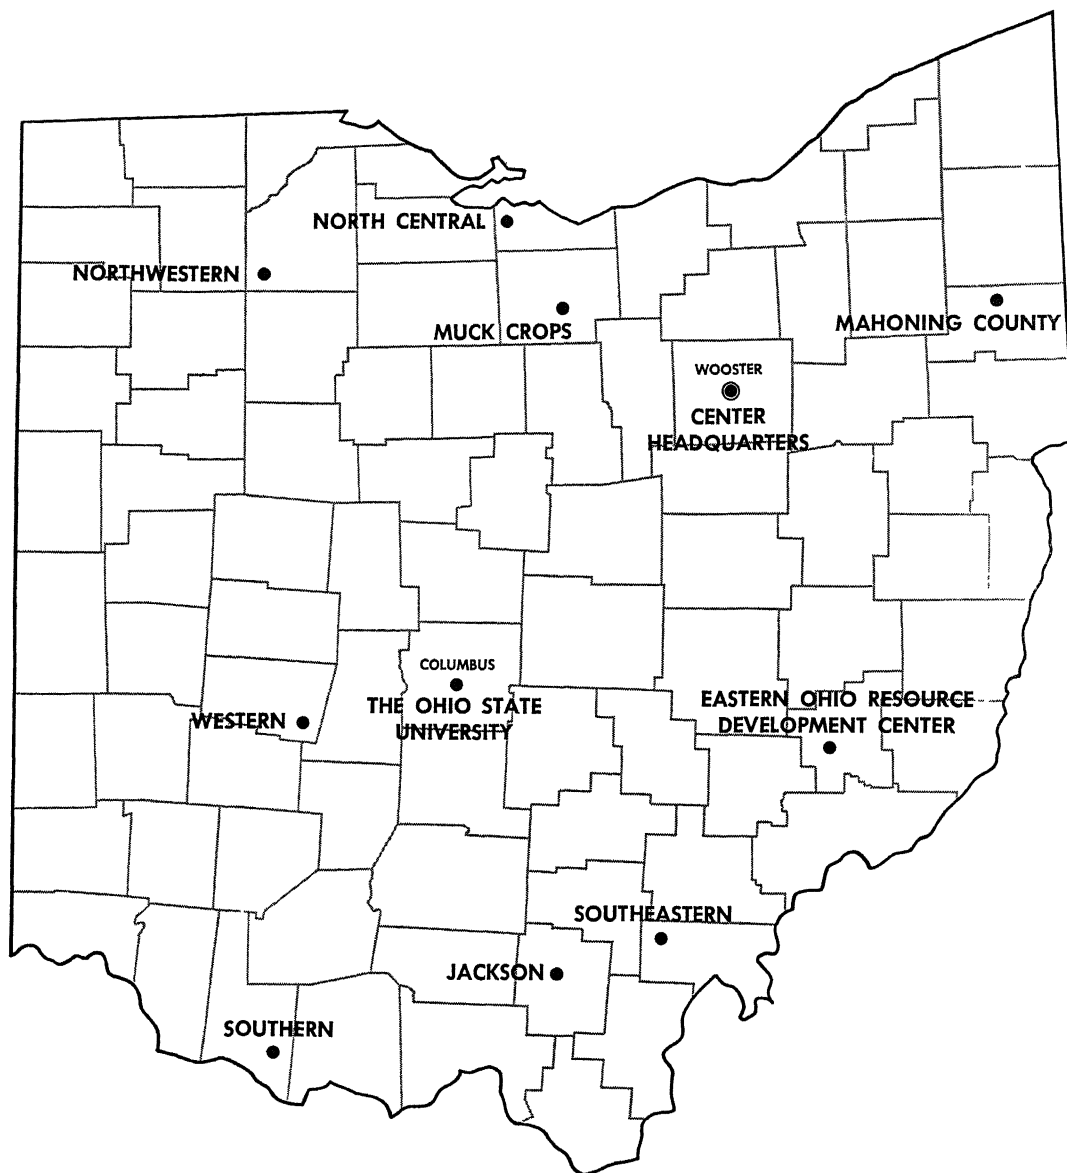 NORTH CENTRAL
NORTHWESTERN
MUCK CROPS
MAHONING COUNTY
WOOSTER
CENTER
HEADQUARTERS
COLUMBUS
THE OHIO STATE
UNIVERSITY
WESTERN
EASTERN OHIO RESOURCE
DEVELOPMENT CENTER
SOUTHEASTERN
JACKSON
SOUTHERN